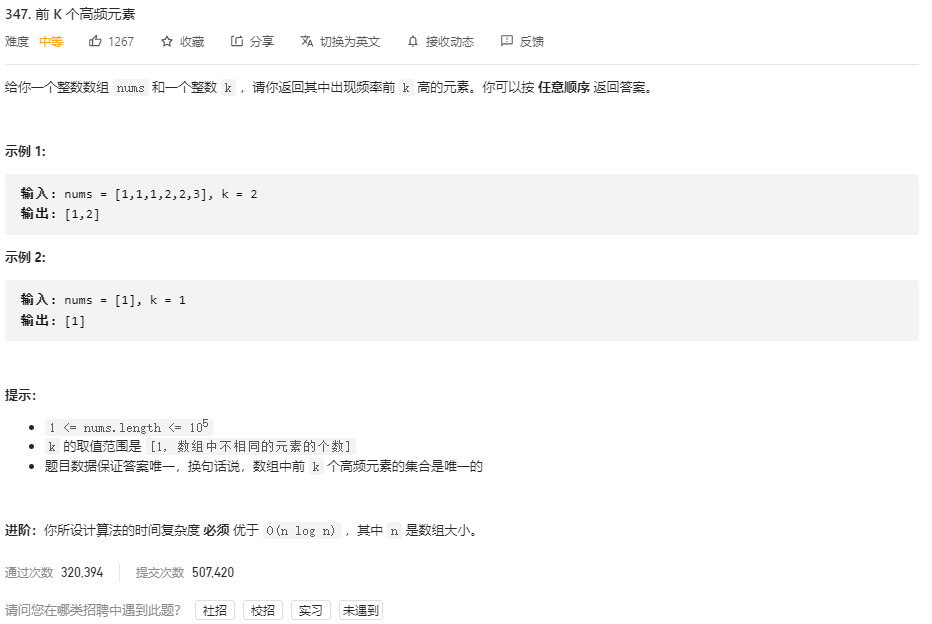 347. 前 K 个高频元素
难度 中等 1267 收藏 分享 切换为英文 接收动态 反馈
给你一个整数数组 nums 和一个整数 k ，请你返回其中出现频率前 k 高的元素。你可以按 任意顺序 返回答案。
示例 1:
输入: nums = [1,1,1,2,2,3], k = 2
输出: [1,2]
示例 2:
输入: nums = [1], k = 1
输出: [1]
提示：
1 <= nums.length <= 10⁵
k 的取值范围是 [1, 数组中不相同的元素的个数]
题目数据保证答案唯一，换句话说，数组中前 k 个高频元素的集合是唯一的
进阶：你所设计算法的时间复杂度 必须 优于 O(n log n) ，其中 n 是数组大小。
通过次数 320,394 提交次数 507,420
请问您在哪类招聘中遇到此题? 社招 校招 实习 未遇到